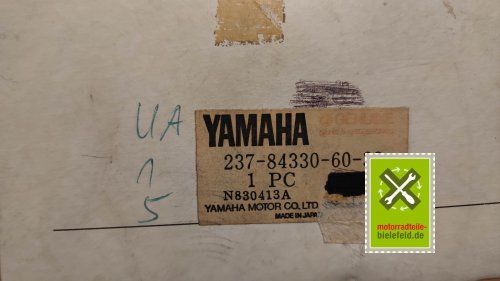 UA
1
5
YAMAHA
237-84330-60-
1 PC
N830413A
YAMAHA MOTOR CO., LTD
MADE IN JAPA
motorradteile-
bielefeld.de